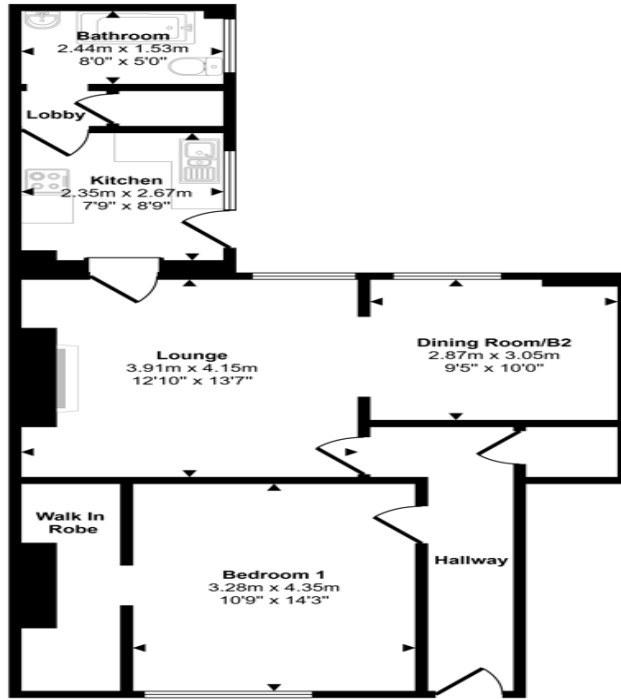 Bathroom
2.44m x 1.53m
8'0" x 5'0"
Lobby
Kitchen
2.35m x 2.67m
7'9" x 8'9"
Lounge
3.91m x 4.15m
12'10" x 13'7"
Dining Room/B2
2.87m x 3.05m
9'5" x 10'0"
Walk In
Robe
Bedroom 1
3.28m x 4.35m
10'9" x 14'3"
Hallway